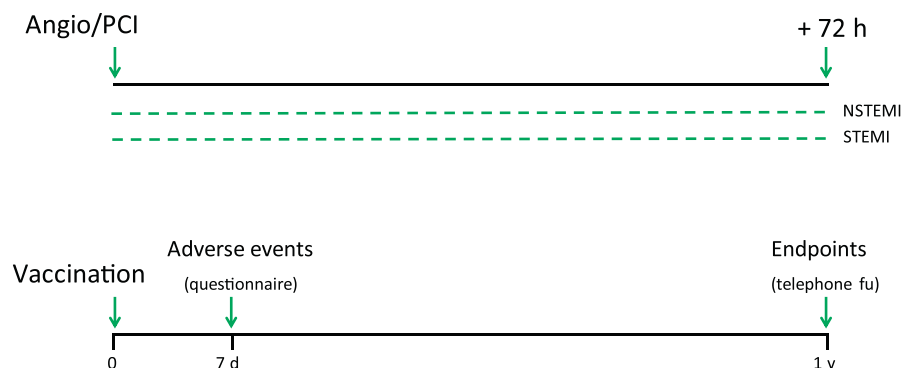 Angio/PCI
+ 72 h
NSTEMI
STEMI
Vaccination
Adverse events
(questionnaire)
Endpoints
(telephone fu)
0
7 d
1 y